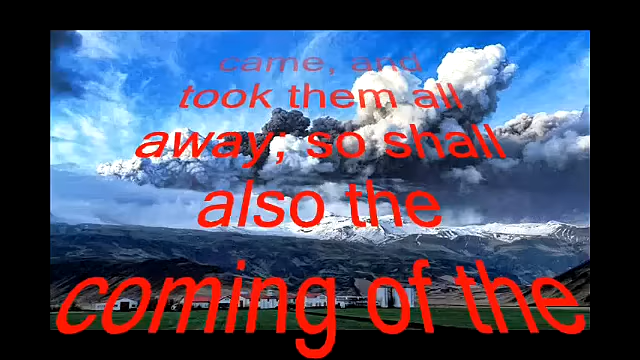 came, and
took them all
away; so shall
also the
coming of the